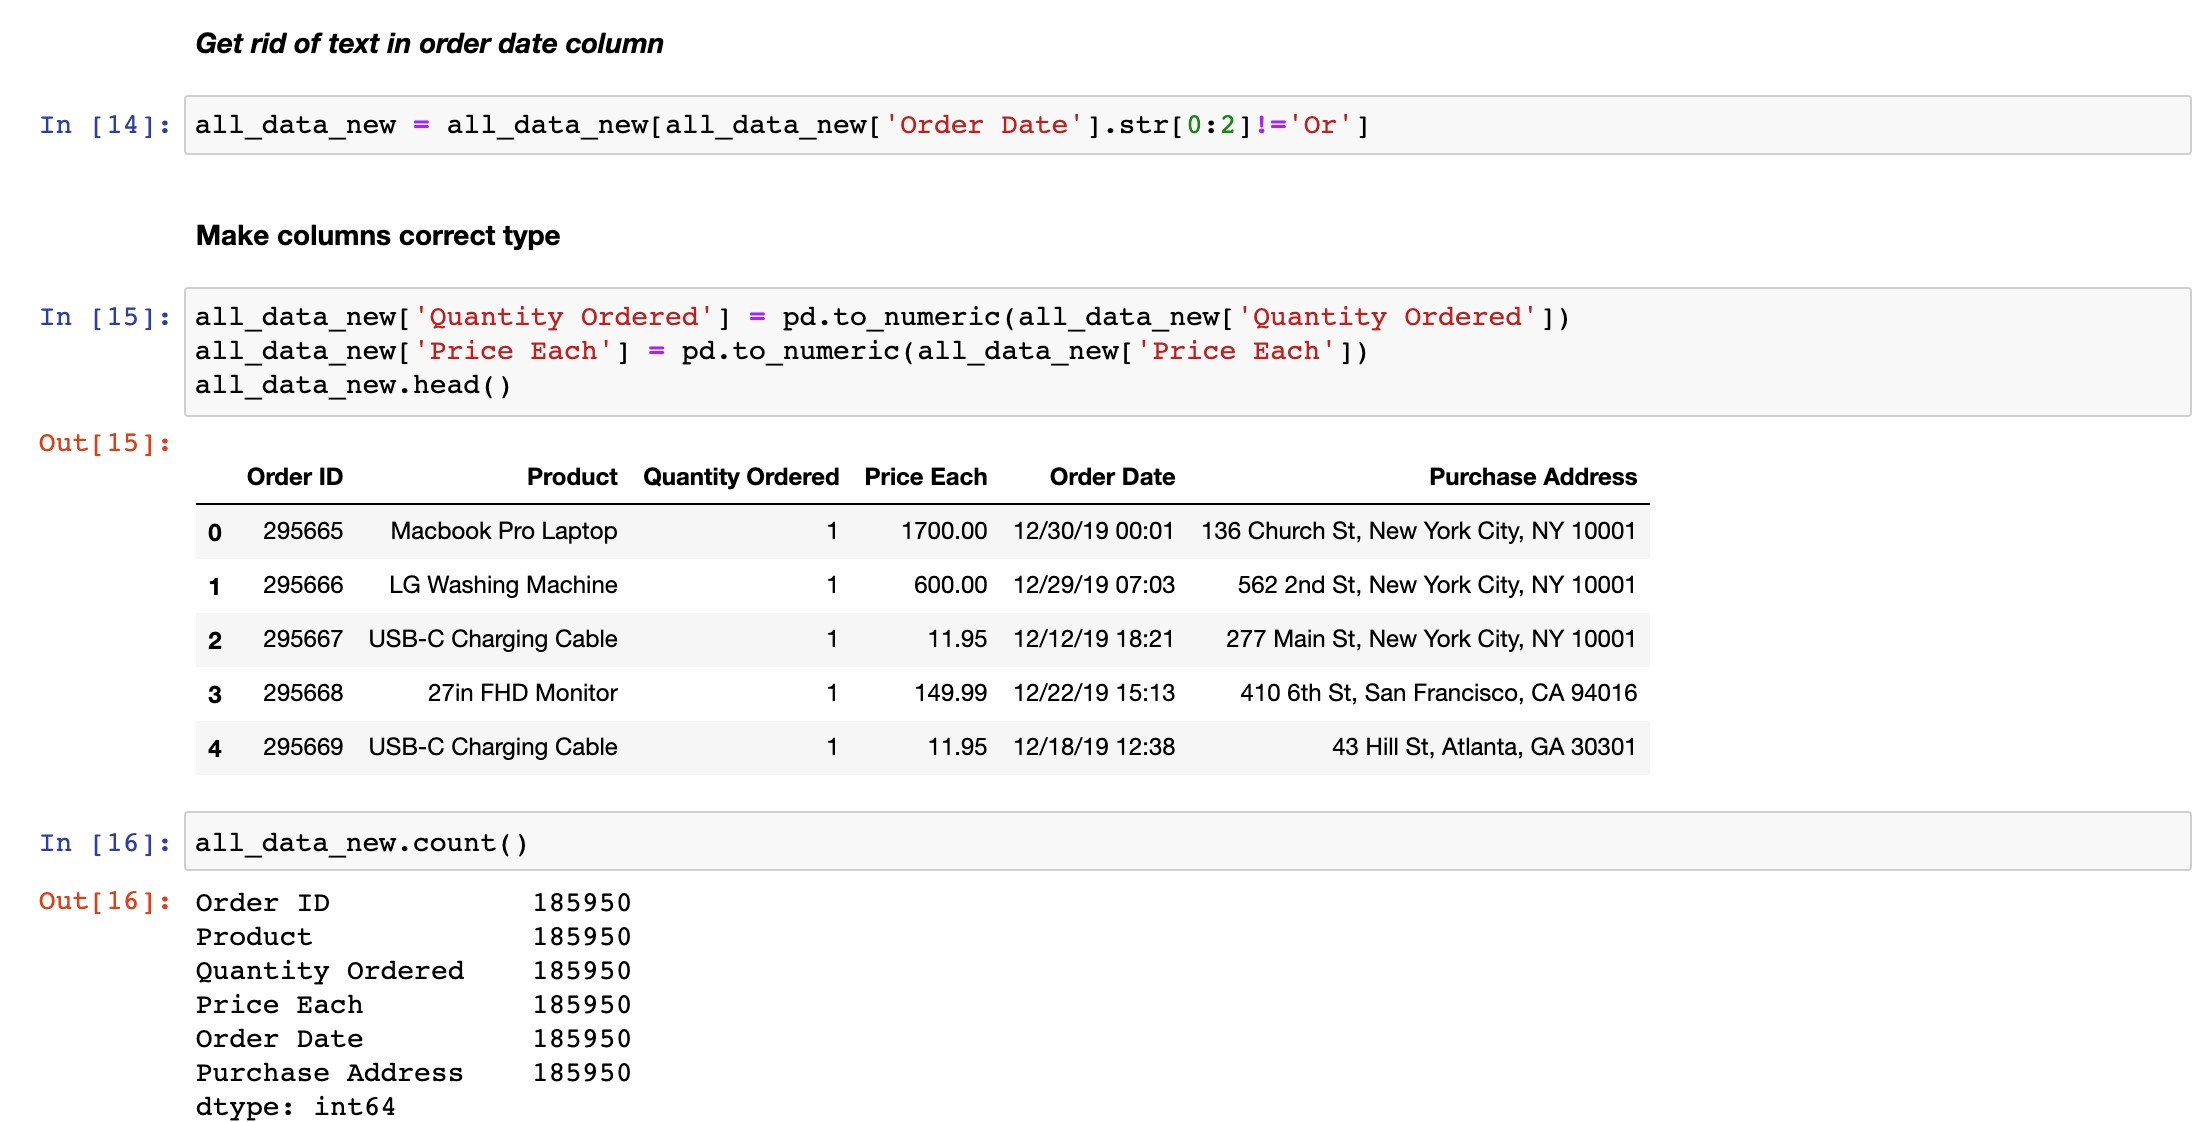 Get rid of text in order date column
In [14]: all_data_new = all_data_new[all_data_new['Order Date'].str[0:2]!='Or']
Make columns correct type
In [15]: all_data_new['Quantity Ordered'] = pd.to_numeric(all_data_new['Quantity Ordered'])
all_data_new['Price Each'] = pd.to_numeric(all_data_new['Price Each'])
all_data_new.head()
Out[15]:
Order ID Product Quantity Ordered Price Each Order Date Purchase Address
0 295665 Macbook Pro Laptop 1 1700.00 12/30/19 00:01 136 Church St, New York City, NY 10001
1 295666 LG Washing Machine 1 600.00 12/29/19 07:03 562 2nd St, New York City, NY 10001
2 295667 USB-C Charging Cable 1 11.95 12/12/19 18:21 277 Main St, New York City, NY 10001
3 295668 27in FHD Monitor 1 149.99 12/22/19 15:13 410 6th St, San Francisco, CA 94016
4 295669 USB-C Charging Cable 1 11.95 12/18/19 12:38 43 Hill St, Atlanta, GA 30301
In [16]: all_data_new.count()
Out[16]: Order ID 185950
Product 185950
Quantity Ordered 185950
Price Each 185950
Order Date 185950
Purchase Address 185950
dtype: int64